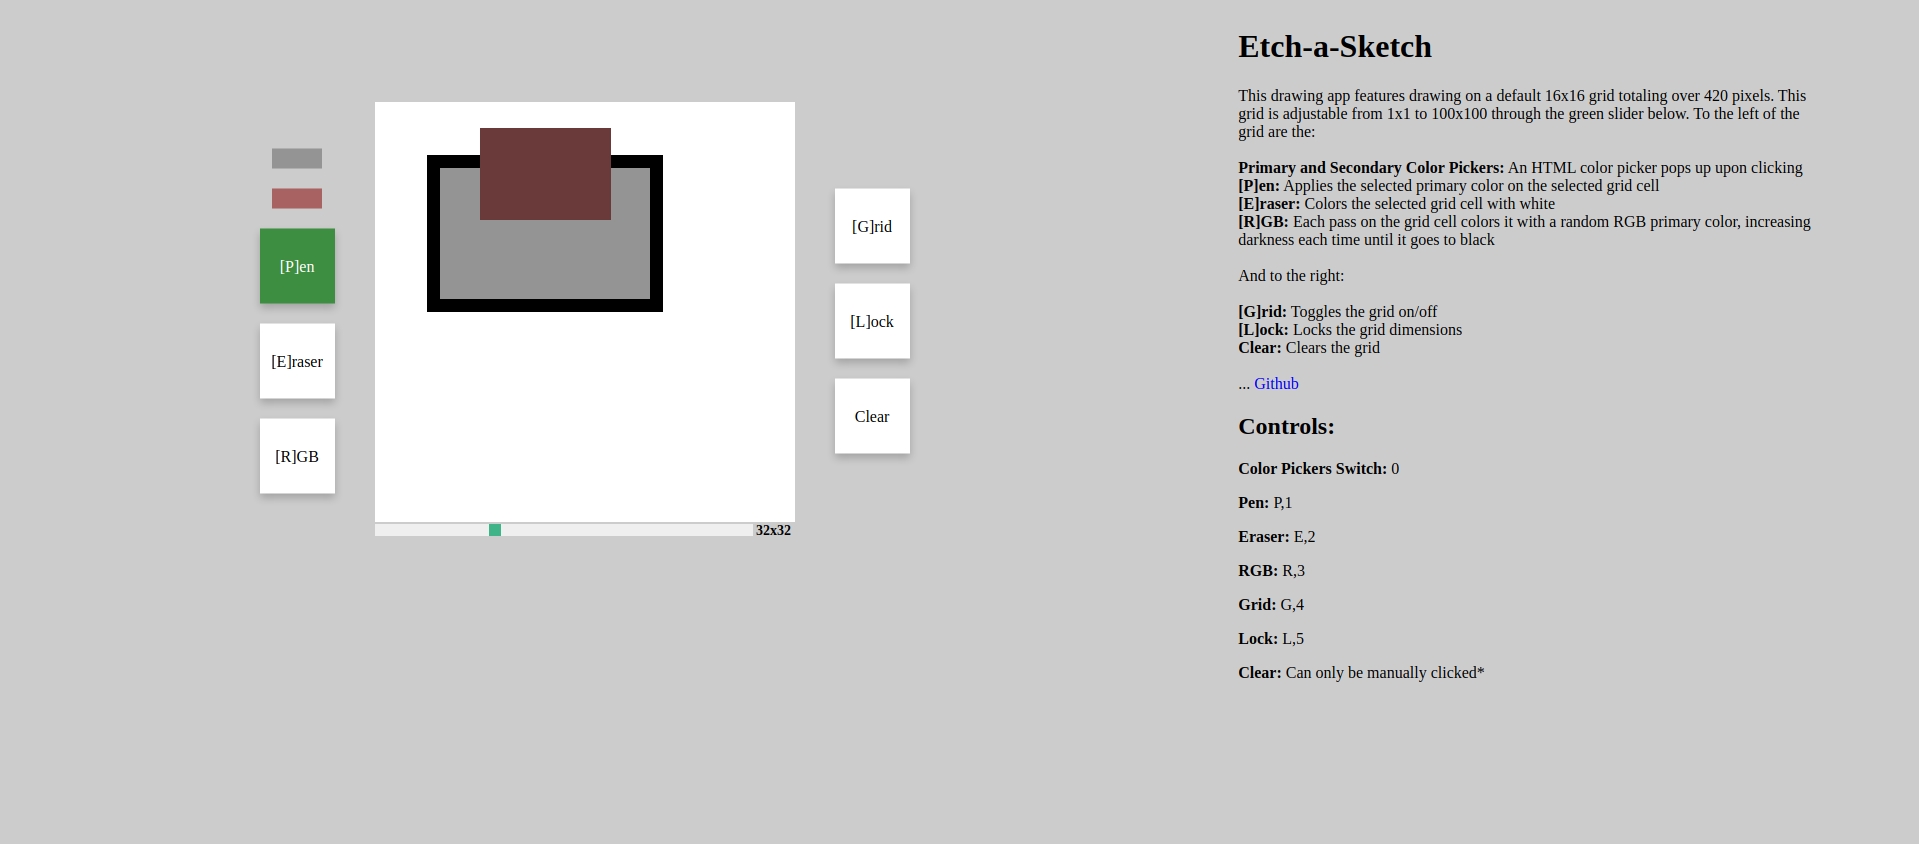 Etch-a-Sketch
This drawing app features drawing on a default 16x16 grid totaling over 420 pixels. This
grid is adjustable from 1x1 to 100x100 through the green slider below. To the left of the
grid are the:
Primary and Secondary Color Pickers: An HTML color picker pops up upon clicking
[P]en: Applies the selected primary color on the selected grid cell
[E]raser: Colors the selected grid cell with white
[R]GB: Each pass on the grid cell colors it with a random RGB primary color, increasing
darkness each time until it goes to black
And to the right:
[G]rid: Toggles the grid on/off
[L]ock: Locks the grid dimensions
Clear: Clears the grid
... Github
Controls:
Color Pickers Switch: 0
Pen: P,1
Eraser: E,2
RGB: R,3
Grid: G,4
Lock: L,5
Clear: Can only be manually clicked*
[P]en
[E]raser
[R]GB
32x32
[G]rid
[L]ock
Clear